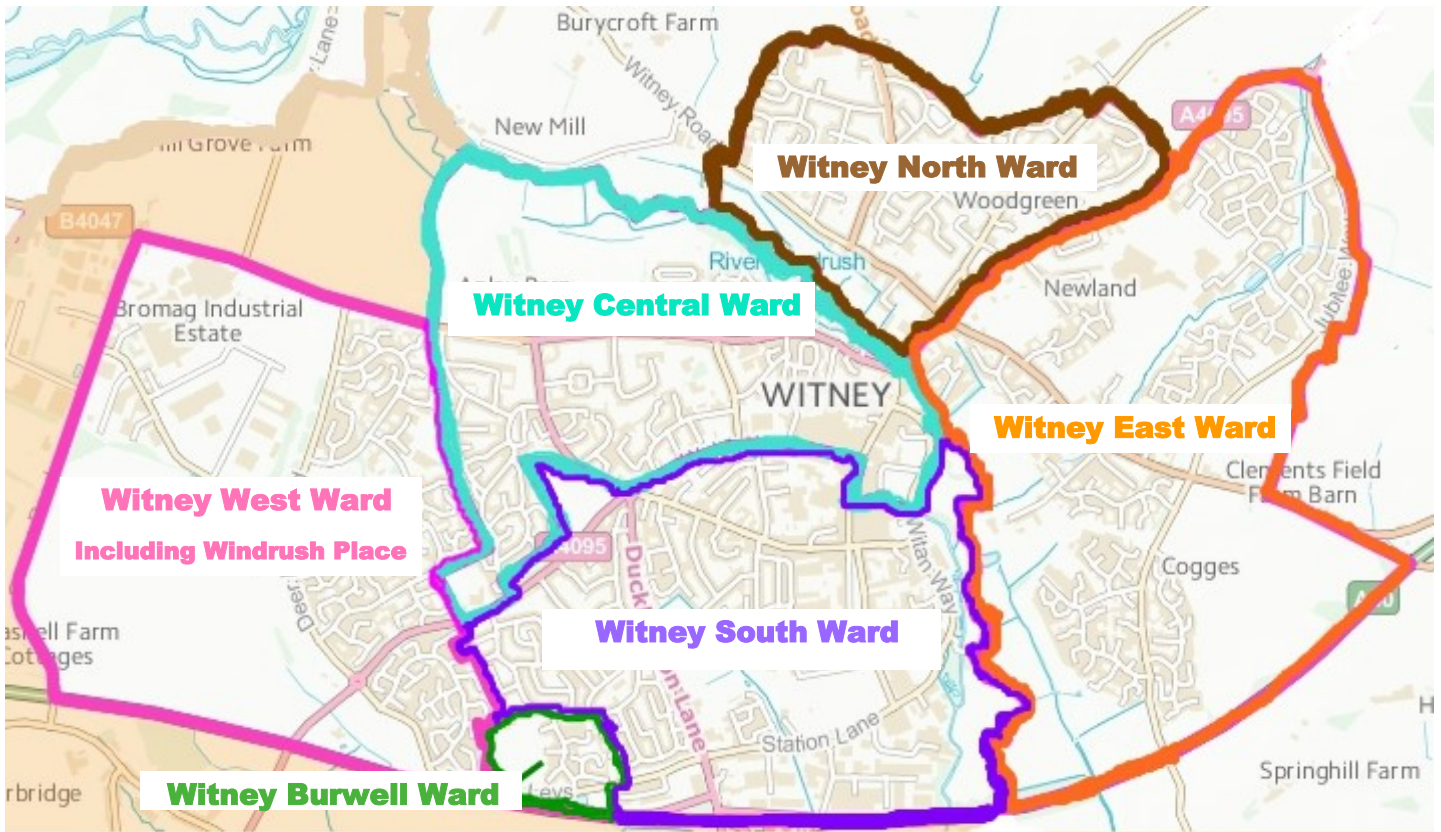 Burycroft Farm
Witney Road
New Mill
A4095
Witney North Ward
B4047
Woodgreen
Newland
Witney Central Ward
Bromag Industrial
Estate
WITNEY
Witney East Ward
Clements Field
Farm Barn
Witney West Ward
Including Windrush Place
A4095
Cogges
Witan Way
Jubilee Way
Witney South Ward
Station Lane
Springhill Farm
Witney Burwell Ward